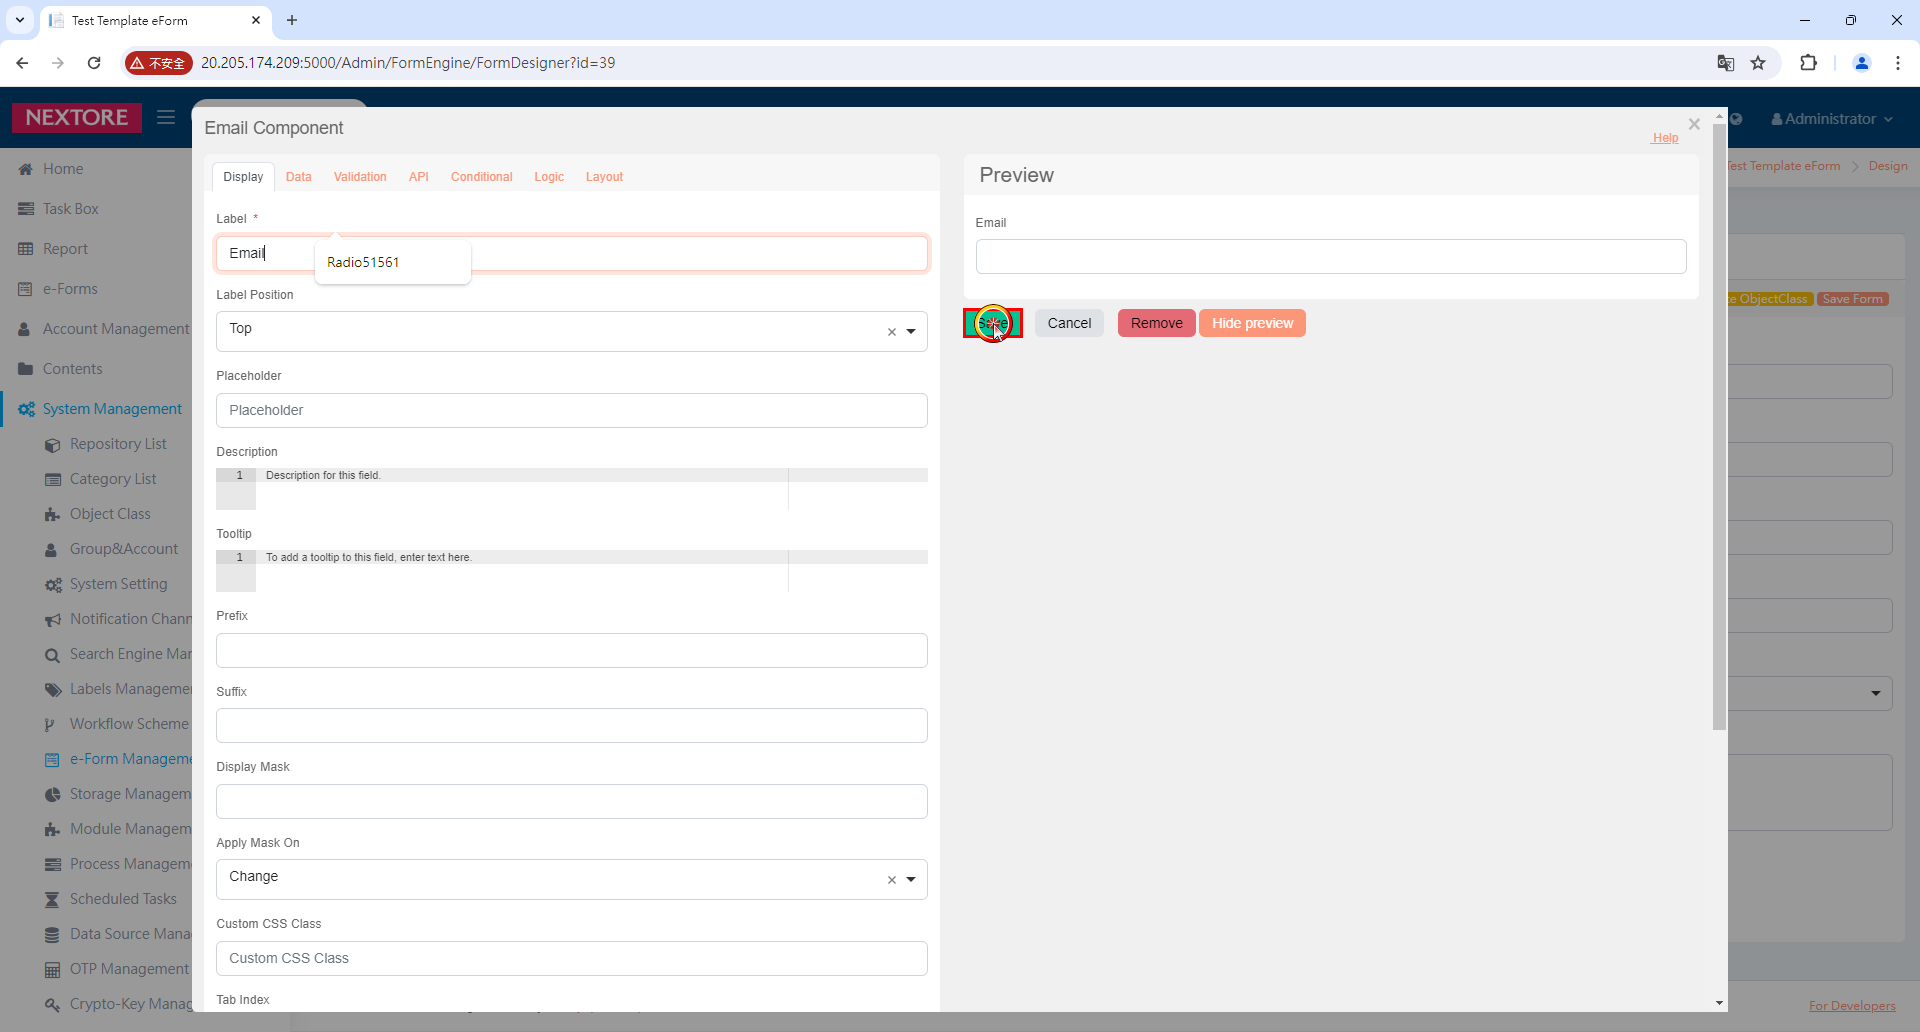 Test Template eForm
不安全
20.205.174.209:5000/Admin/FormEngine/FormDesigner?id=39
NEXTORE
Administrator
Email Component
Help
Test Template eForm
Design
Home
Task Box
Report
e-Forms
Account Management
Contents
System Management
Repository List
Category List
Object Class
Group&Account
System Setting
Notification Chann
Search Engine Mar
Labels Manageme
Workflow Scheme
e-Form Manageme
Storage Managem
Module Managem
Process Managem
Scheduled Tasks
Data Source Mana
OTP Management
Crypto-Key Manag
Display
Data
Validation
API
Conditional
Logic
Layout
Label *
Email
Radio51561
Label Position
Top
Placeholder
Placeholder
Description
1 Description for this field.
Tooltip
1 To add a tooltip to this field, enter text here.
Prefix
Suffix
Display Mask
Apply Mask On
Change
Custom CSS Class
Custom CSS Class
Tab Index
Preview
Email
Cancel
Remove
Hide preview
ObjectClass
Save Form
For Developers